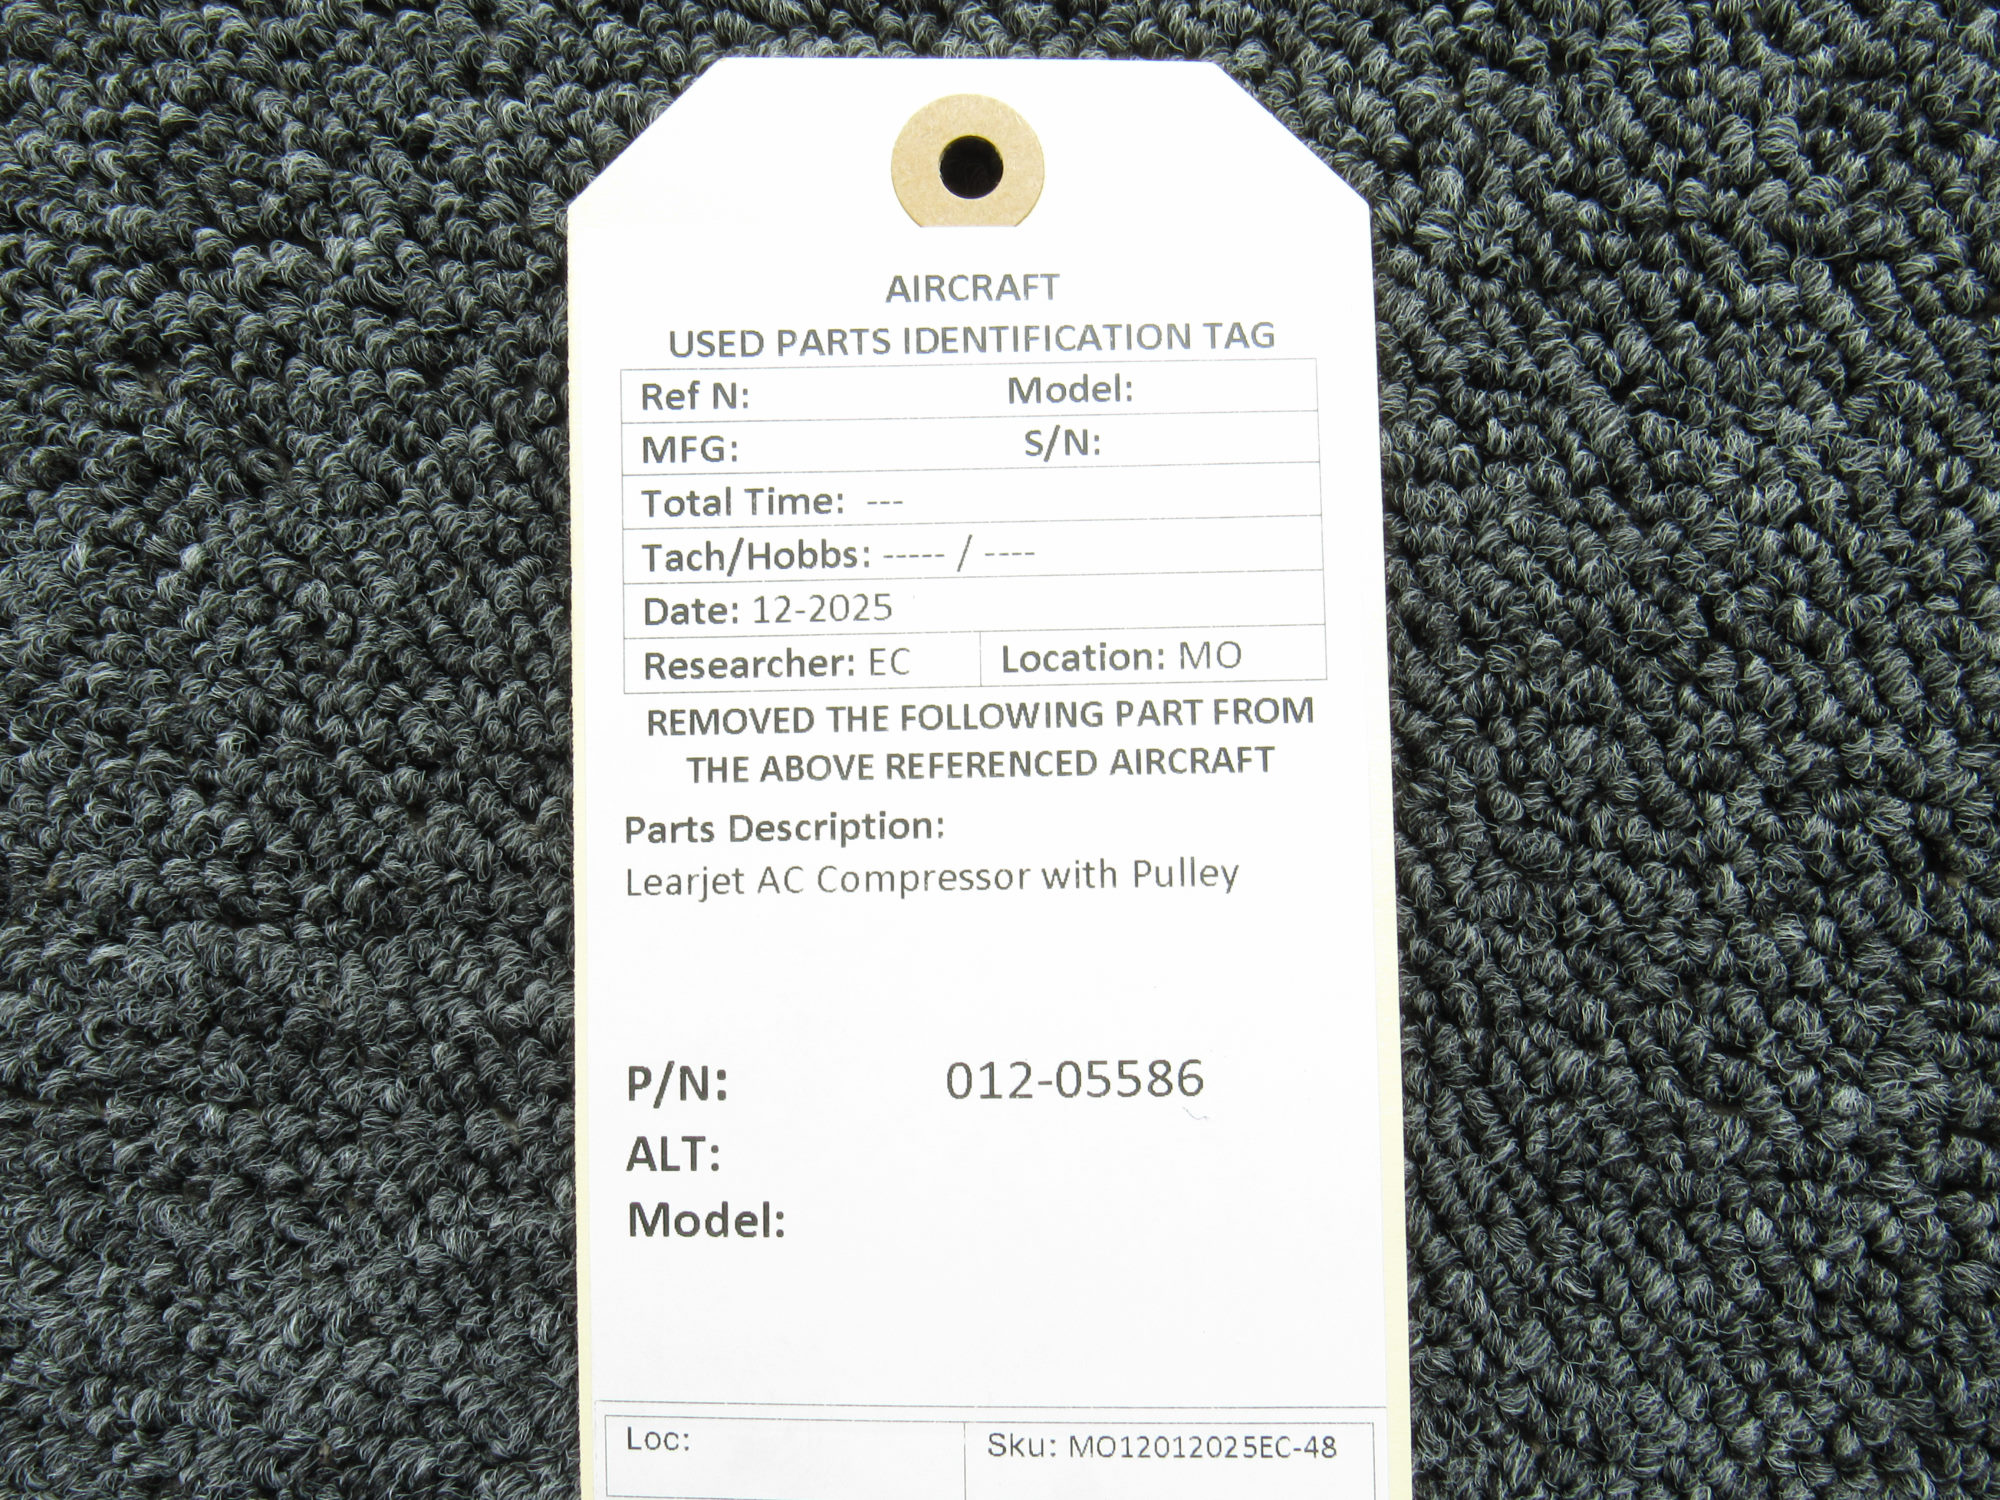 AIRCRAFT
USED PARTS IDENTIFICATION TAG
Ref N: Model:
MFG: S/N:
Total Time: ---
Tach/Hobbs: ----- / ----
Date: 12-2025
Researcher: EC Location: MO
REMOVED THE FOLLOWING PART FROM
THE ABOVE REFERENCED AIRCRAFT
Parts Description:
Learjet AC Compressor with Pulley
P/N: 012-05586
ALT:
Model:
Loc: Sku: MO12012025EC-48